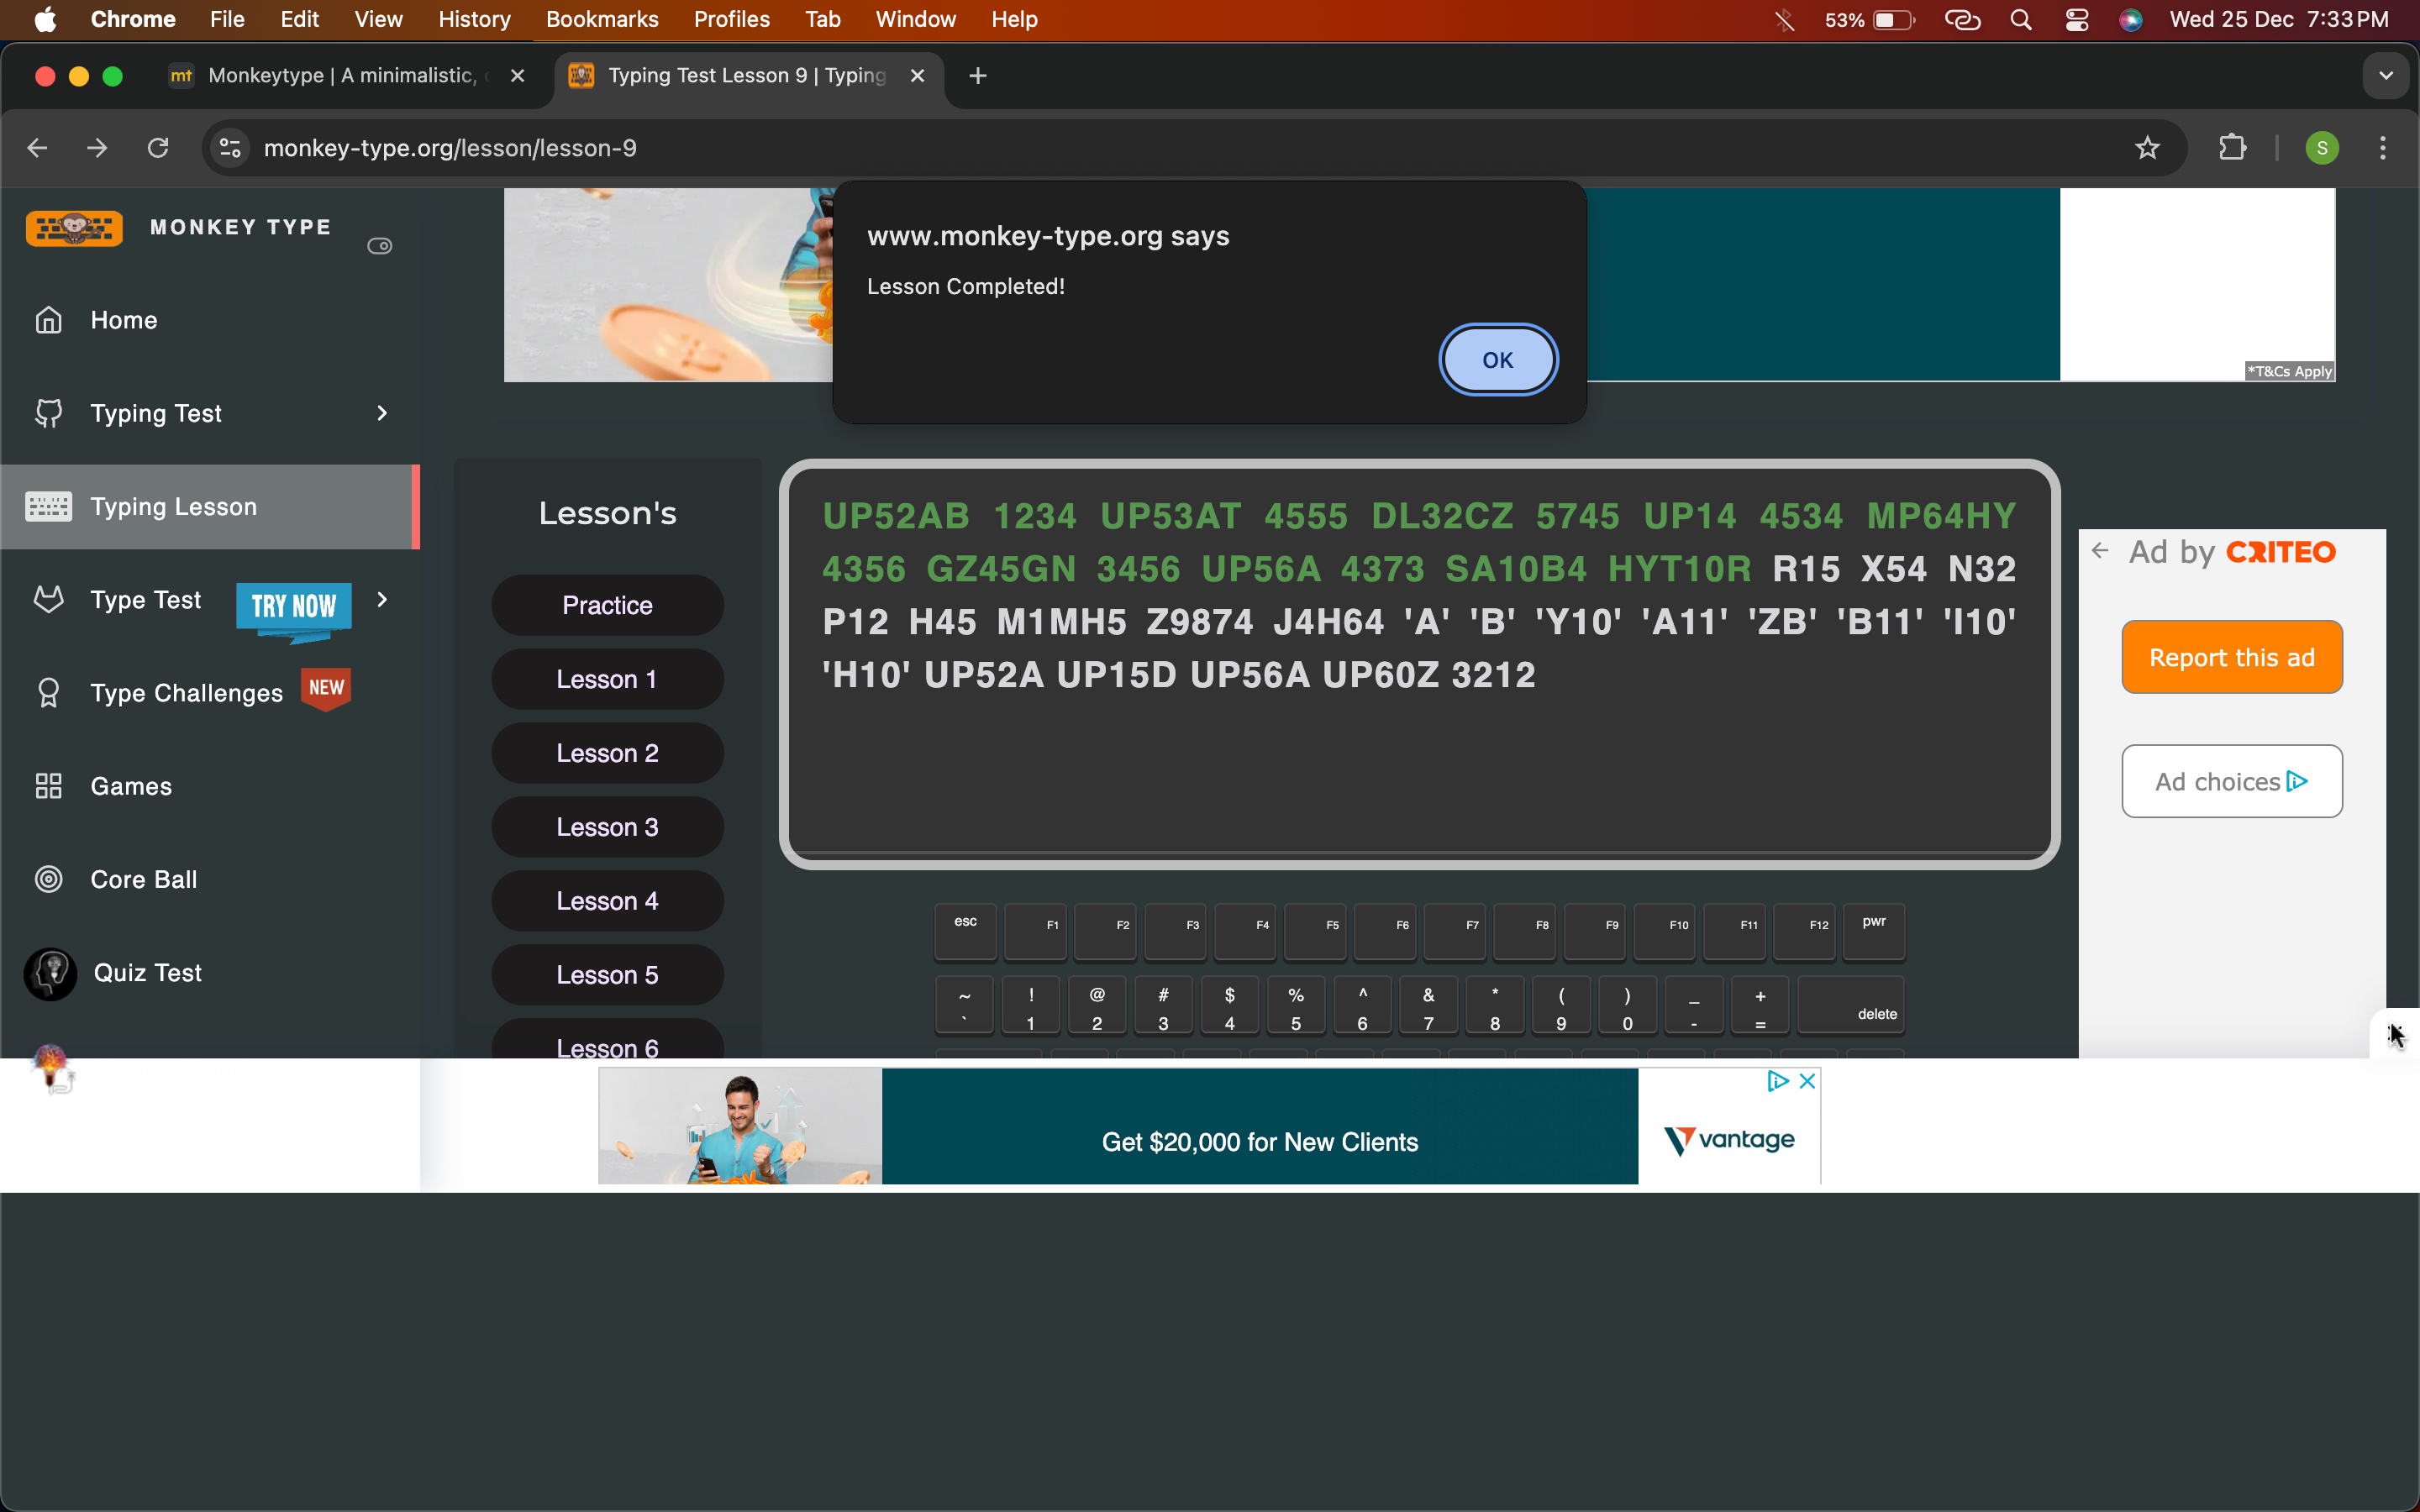 Chrome File Edit View History Bookmarks Profiles Tab Window Help 53% Wed 25 Dec 7:33 PM
mt Monkeytype | A minimalistic, Typing Test Lesson 9 | Typing
monkey-type.org/lesson/lesson-9 S
MONKEY TYPE
Home
Typing Test
Typing Lesson
Type Test TRY NOW
Type Challenges NEW
Games
Core Ball
Quiz Test
www.monkey-type.org says
Lesson Completed!
OK
*T&Cs Apply
Lesson's
Practice
Lesson 1
Lesson 2
Lesson 3
Lesson 4
Lesson 5
Lesson 6
UP52AB 1234 UP53AT 4555 DL32CZ 5745 UP14 4534 MP64HY
4356 GZ45GN 3456 UP56A 4373 SA10B4 HYT10R R15 X54 N32
P12 H45 M1MH5 Z9874 J4H64 'A' 'B' 'Y10' 'A11' 'ZB' 'B11' 'I10'
'H10' UP52A UP15D UP56A UP60Z 3212
esc F1 F2 F3 F4 F5 F6 F7 F8 F9 F10 F11 F12 pwr
~ ! @ # $ % ^ & * ( ) _ +
` 1 2 3 4 5 6 7 8 9 0 - = delete
Ad by CRITEO
Report this ad
Ad choices
Get $20,000 for New Clients
vantage